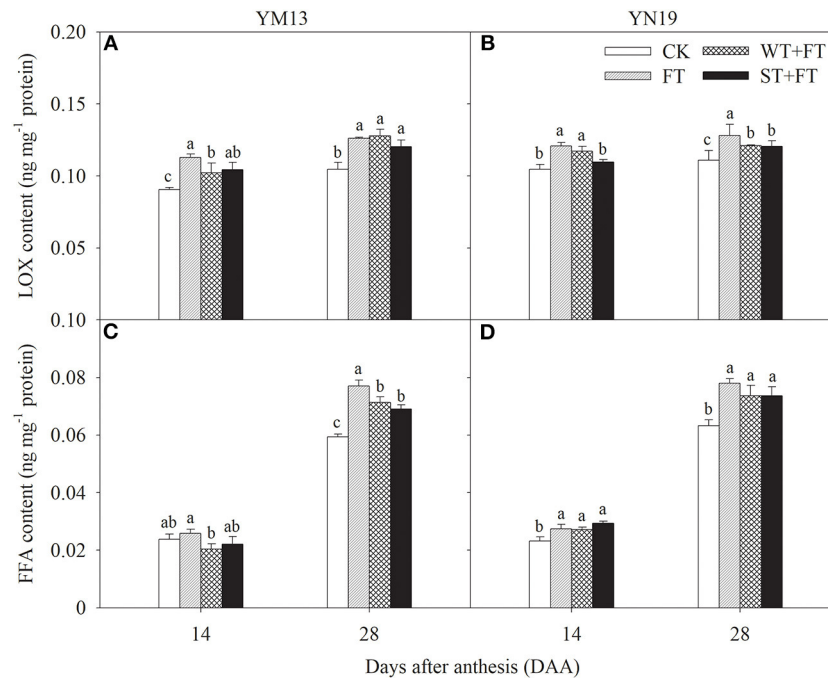 YM13 YN19
A B
CK WT+FT
FT ST+FT
LOX content (ng mg⁻¹ protein)
0.20
0.15
0.10
0.05
0.10
c a b ab b a a a
b a a b c a b b
C D
FFA content (ng mg⁻¹ protein)
0.08
0.06
0.04
0.02
0
ab a b ab c a b b
b a a a b a a a
14 28 14 28
Days after anthesis (DAA)